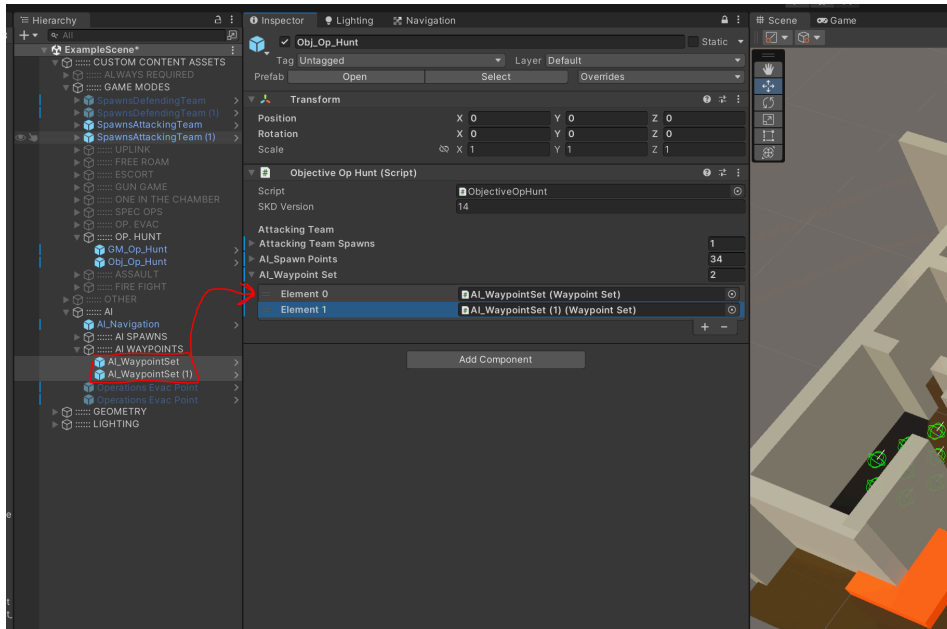 Hierarchy
All
ExampleScene*
:::::: CUSTOM CONTENT ASSETS
:::::: ALWAYS REQUIRED
:::::: GAME MODES
SpawnsDefendingTeam
SpawnsDefendingTeam (1)
SpawnsAttackingTeam
SpawnsAttackingTeam (1)
:::::: UPLINK
:::::: FREE ROAM
:::::: ESCORT
:::::: GUN GAME
:::::: ONE IN THE CHAMBER
:::::: SPEC OPS
:::::: OP. EVAC
:::::: OP. HUNT
GM_Op_Hunt
Obj_Op_Hunt
:::::: ASSAULT
:::::: FIRE FIGHT
:::::: OTHER
:::::: AI
AI_Navigation
:::::: AI SPAWNS
:::::: AI WAYPOINTS
AI_WaypointSet
AI_WaypointSet (1)
Operations Evac Point
Operations Evac Point
:::::: GEOMETRY
:::::: LIGHTING
Inspector Lighting Navigation
Obj_Op_Hunt Static
Tag Untagged Layer Default
Prefab Open Select Overrides
Transform
Position X 0 Y 0 Z 0
Rotation X 0 Y 0 Z 0
Scale X 1 Y 1 Z 1
# Objective Op Hunt (Script)
Script ObjectiveOpHunt
SKD Version 14
Attacking Team
Attacking Team Spawns 1
AI_Spawn Points 34
AI_Waypoint Set 2
Element 0 AI_WaypointSet (Waypoint Set)
Element 1 AI_WaypointSet (1) (Waypoint Set)
+ −
Add Component
# Scene Game